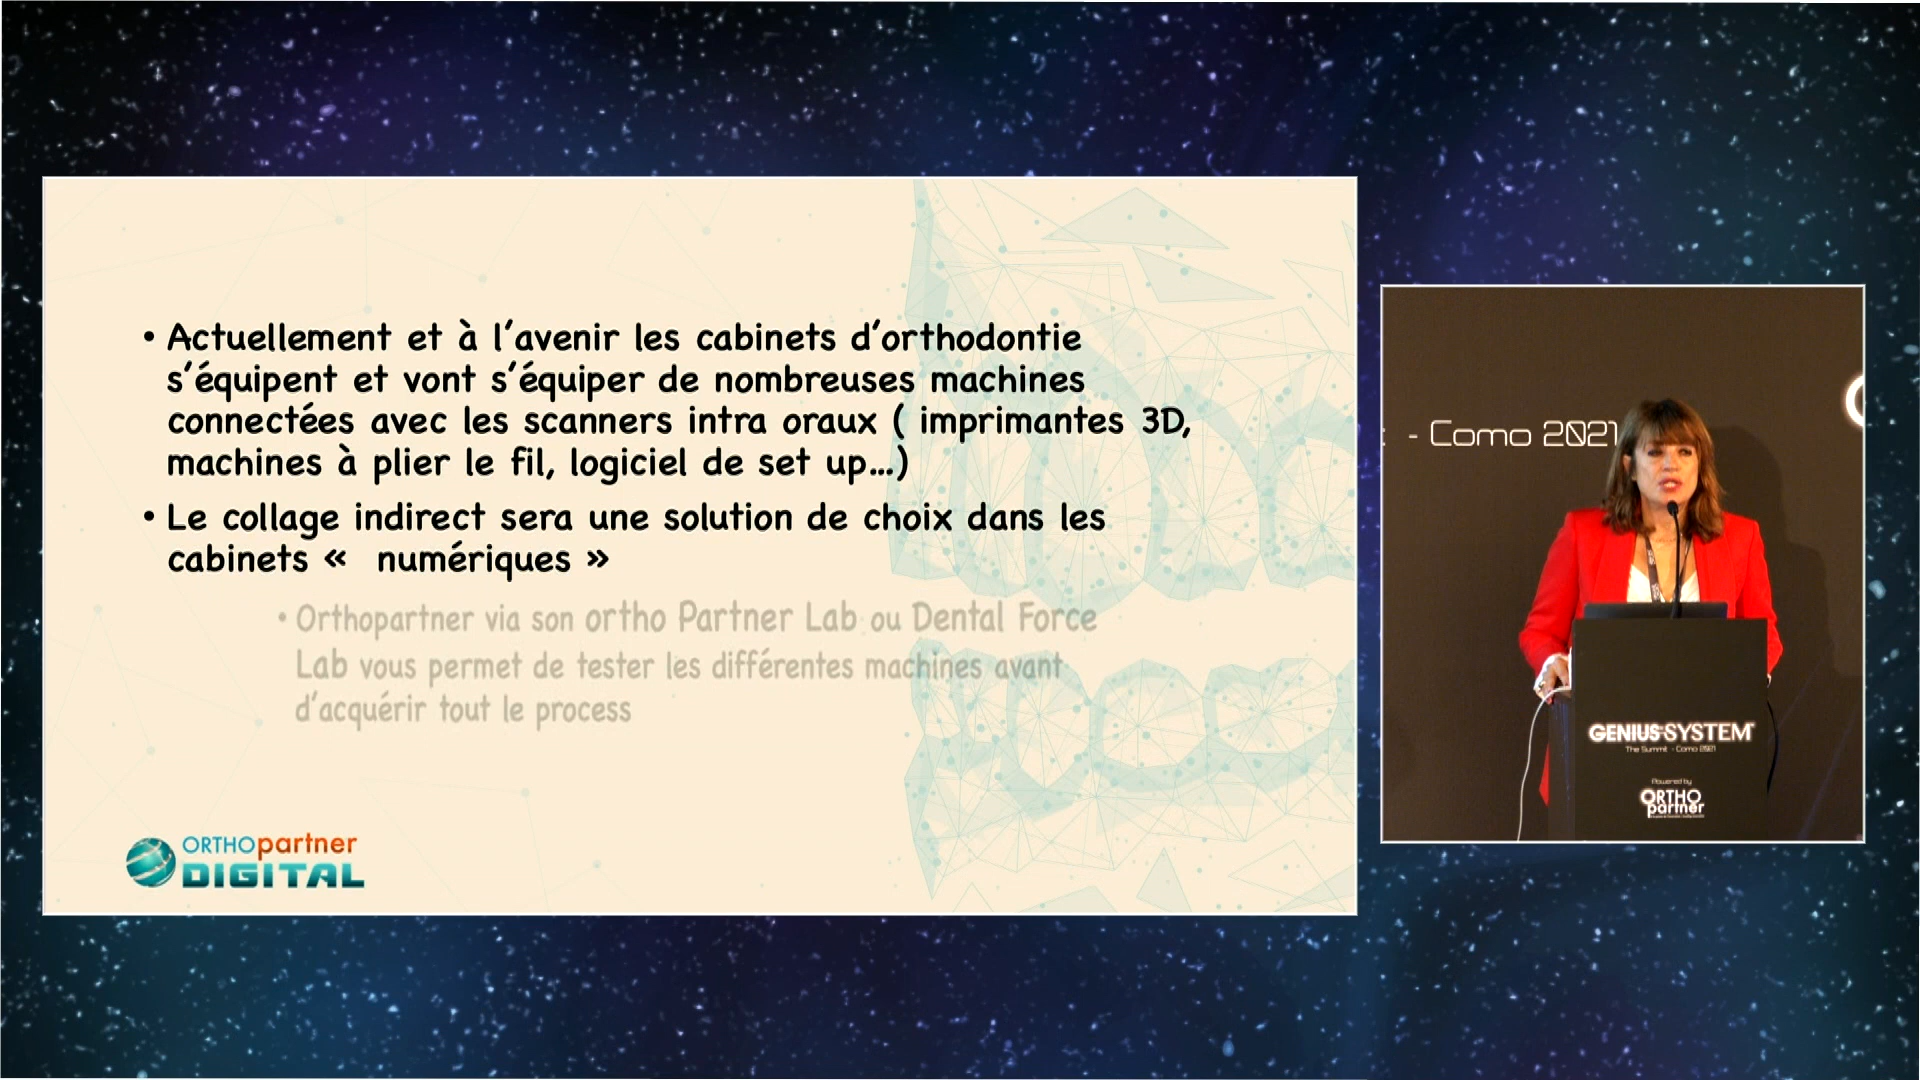 • Actuellement et à l'avenir les cabinets d'orthodontie
s'équipent et vont s'équiper de nombreuses machines
connectées avec les scanners intra oraux ( imprimantes 3D,
machines à plier le fil, logiciel de set up...)
• Le collage indirect sera une solution de choix dans les
cabinets «  numériques »
• Orthopartner via son ortho Partner Lab ou Dental Force
Lab vous permet de tester les différentes machines avant
d'acquérir tout le process
ORTHOpartner
DIGITAL
- Como 2021
GENIUS SYSTEM
The Summit - Como 2021
Powered by
ORTHO
partner